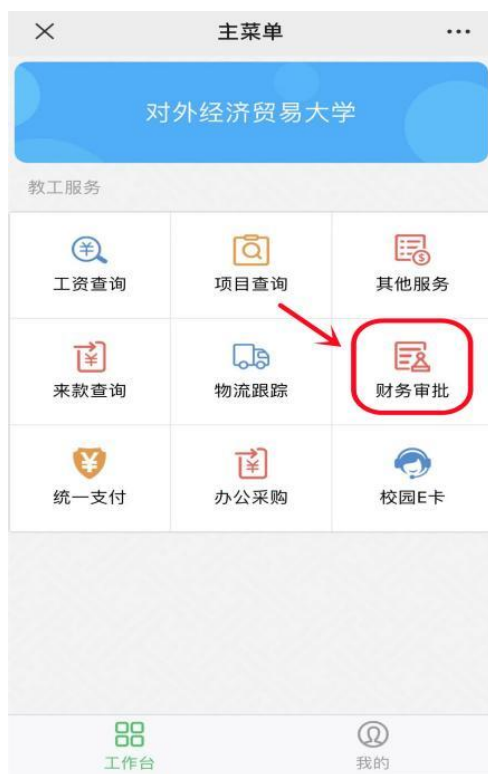 主菜单
对外经济贸易大学
教工服务
工资查询
项目查询
其他服务
来款查询
物流跟踪
财务审批
统一支付
办公采购
校园E卡
工作台
我的